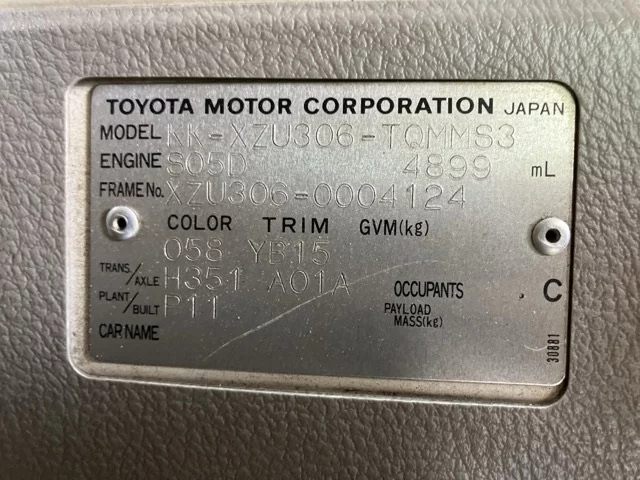 TOYOTA MOTOR CORPORATION JAPAN
MODEL KK-XZU306-TQMMS3
ENGINE S05D 4899 mL
FRAME No. XZU306-0004124
COLOR TRIM GVM(kg)
058 YB15
TRANS./AXLE H351 A01A
PLANT/BUILT P11
OCCUPANTS . C
PAYLOAD MASS(kg)
CAR NAME
30881